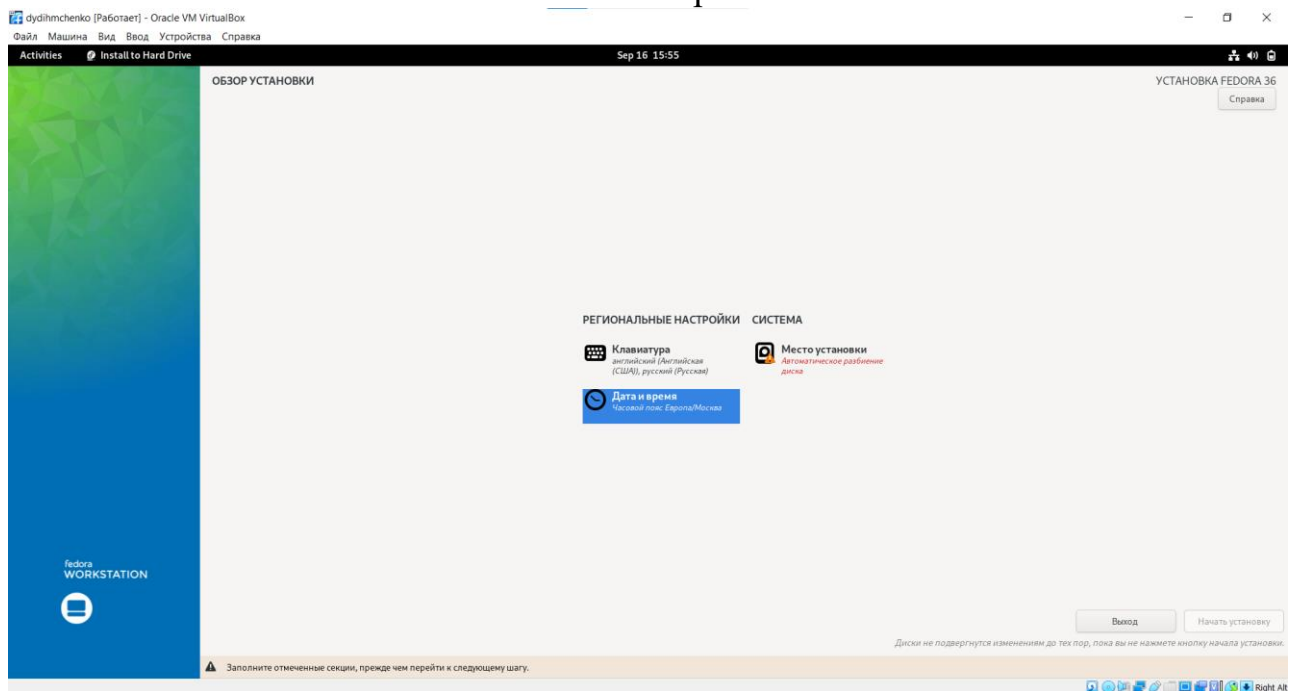 dydihmchenko [Работает] - Oracle VM VirtualBox
Файл Машина Вид Ввод Устройства Справка
Activities Install to Hard Drive Sep 16 15:55
ОБЗОР УСТАНОВКИ
УСТАНОВКА FEDORA 36
Справка
РЕГИОНАЛЬНЫЕ НАСТРОЙКИ СИСТЕМА
Клавиатура
английский (Английская
(США)), русский (Русская)
Место установки
Автоматическое разбиение
диска
Дата и время
Часовой пояс Европа/Москва
fedora
WORKSTATION
Выход Начать установку
Диски не подвергнутся изменениям до тех пор, пока вы не нажмете кнопку начала установки.
Заполните отмеченные секции, прежде чем перейти к следующему шагу.
Right Alt